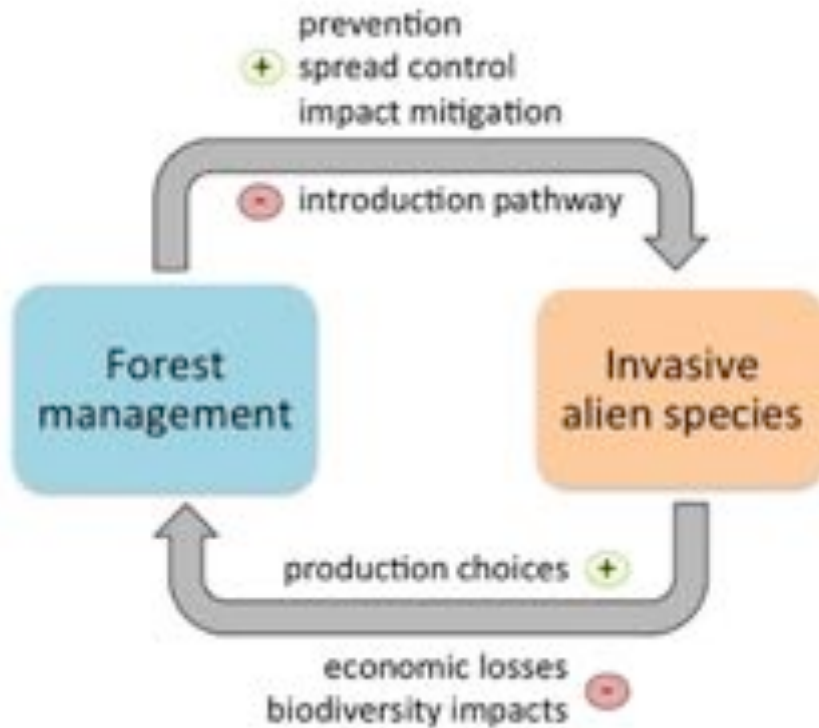 prevention
+ spread control
impact mitigation
- introduction pathway
Forest
management
Invasive
alien species
production choices +
economic losses
biodiversity impacts -